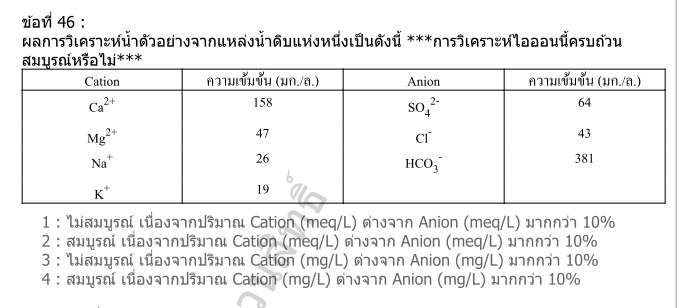 ข้อที่ 46 :
ผลการวิเคราะห์น้ำตัวอย่างจากแหล่งน้ำดิบแห่งหนึ่งเป็นดังนี้ ***การวิเคราะห์ไอออนนี้ครบถ้วน
สมบูรณ์หรือไม่***
Cation ความเข้มข้น (มก./ล.) Anion ความเข้มข้น (มก./ล.)
Ca²⁺ 158 SO₄²⁻ 64
Mg²⁺ 47 Cl⁻ 43
Na⁺ 26 HCO₃⁻ 381
K⁺ 19
1 : ไม่สมบูรณ์ เนื่องจากปริมาณ Cation (meq/L) ต่างจาก Anion (meq/L) มากกว่า 10%
2 : สมบูรณ์ เนื่องจากปริมาณ Cation (meq/L) ต่างจาก Anion (meq/L) มากกว่า 10%
3 : ไม่สมบูรณ์ เนื่องจากปริมาณ Cation (mg/L) ต่างจาก Anion (mg/L) มากกว่า 10%
4 : สมบูรณ์ เนื่องจากปริมาณ Cation (mg/L) ต่างจาก Anion (mg/L) มากกว่า 10%